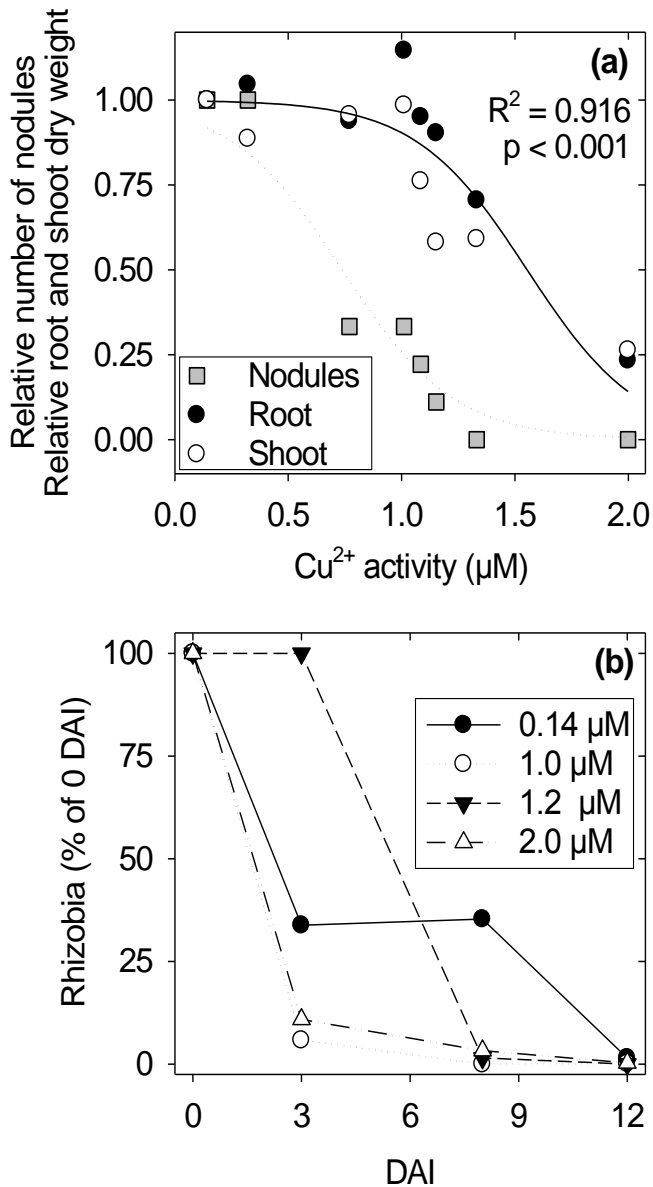 Relative number of nodules
Relative root and shoot dry weight
(a)
R² = 0.916
p < 0.001
1.00
0.75
0.50
0.25
0.00
Nodules
Root
Shoot
0.0 0.5 1.0 1.5 2.0
Cu²⁺ activity (µM)
Rhizobia (% of 0 DAI)
(b)
100
75
50
25
0
0.14 µM
1.0 µM
1.2 µM
2.0 µM
0 3 6 9 12
DAI